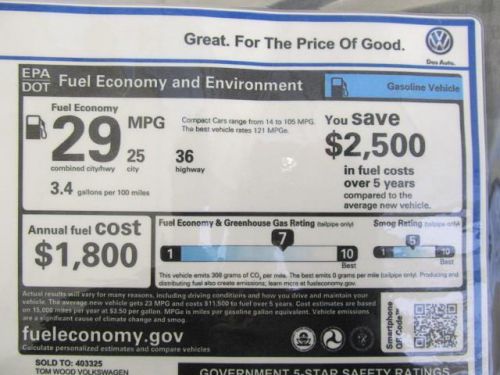 Great. For The Price Of Good.
Das Auto.
EPA
DOT
Fuel Economy and Environment
Gasoline Vehicle
Fuel Economy
29 MPG
combined city/hwy
25
city
36
highway
3.4 gallons per 100 miles
Compact Cars range from 14 to 105 MPG.
The best vehicle rates 121 MPGe.
You save
$2,500
in fuel costs
over 5 years
compared to the
average new vehicle.
Annual fuel cost
$1,800
Fuel Economy & Greenhouse Gas Rating (tailpipe only)
7
1
10
Best
Smog Rating (tailpipe only)
5
1
10
Best
This vehicle emits 308 grams of CO2 per mile. The best emits 0 grams per mile (tailpipe only). Producing and
distributing fuel also create emissions; learn more at fueleconomy.gov.
Actual results will vary for many reasons, including driving conditions and how you drive and maintain your
vehicle. The average new vehicle gets 23 MPG and costs $11,500 to fuel over 5 years. Cost estimates are based
on 15,000 miles per year at $3.50 per gallon. MPGe is miles per gasoline gallon equivalent. Vehicle emissions
are a significant cause of climate change and smog.
fueleconomy.gov
Calculate personalized estimates and compare vehicles
Smartphone
QR Code™
SOLD TO: 403325
TOM WOOD VOLKSWAGEN
GOVERNMENT 5-STAR SAFETY RATINGS